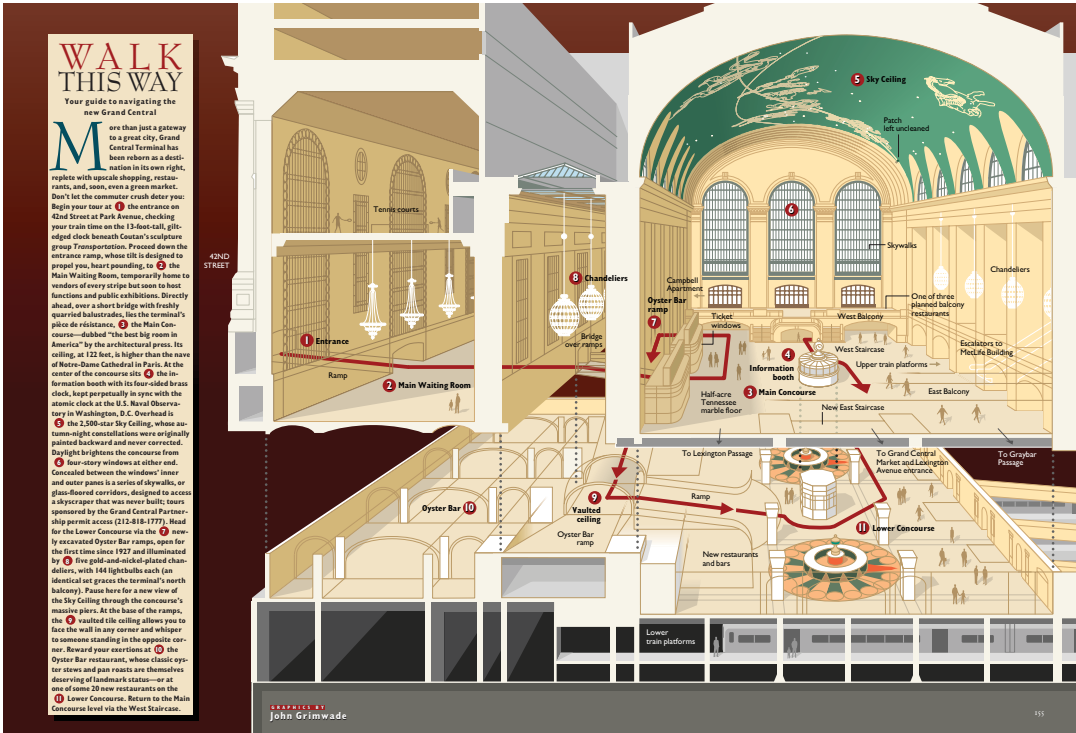 WALK
THIS WAY
Your guide to navigating the
new Grand Central
More than just a gateway
to a great city, Grand
Central Terminal has
been reborn as a desti-
nation in its own right,
replete with upscale shopping, restau-
rants, and, soon, even a green market.
Don't let the commuter crush deter you:
Begin your tour at 1 the entrance on
42nd Street at Park Avenue, checking
your train time on the 13-foot-tall, gilt-
edged clock beneath Coutan's sculpture
group Transportation. Proceed down the
entrance ramp, whose tilt is designed to
propel you, heart pounding, to 2 the
Main Waiting Room, temporarily home to
vendors of every stripe but soon to host
functions and public exhibitions. Directly
ahead, over a short bridge with freshly
quarried balustrades, lies the terminal's
pièce de résistance, 3 the Main Con-
course—dubbed "the best big room in
America" by the architectural press. Its
ceiling, at 122 feet, is higher than the nave
of Notre-Dame Cathedral in Paris. At the
center of the concourse sits 4 the in-
formation booth with its four-sided brass
clock, kept perpetually in sync with the
atomic clock at the U.S. Naval Observa-
tory in Washington, D.C. Overhead is
5 the 2,500-star Sky Ceiling, whose au-
tumn-night constellations were originally
painted backward and never corrected.
Daylight brightens the concourse from
6 four-story windows at either end.
Concealed between the windows' inner
and outer panes is a series of skywalks, or
glass-floored corridors, designed to access
a skyscraper that was never built; tours
sponsored by the Grand Central Partner-
ship permit access (212-818-1777). Head
for the Lower Concourse via the 7 new-
ly excavated Oyster Bar ramps, open for
the first time since 1927 and illuminated
by 8 five gold-and-nickel-plated chan-
deliers, with 144 lightbulbs each (an
identical set graces the terminal's north
balcony). Pause here for a new view of
the Sky Ceiling through the concourse's
massive piers. At the base of the ramps,
the 9 vaulted tile ceiling allows you to
face the wall in any corner and whisper
to someone standing in the opposite cor-
ner. Reward your exertions at 10 the
Oyster Bar restaurant, whose classic oys-
ter stews and pan roasts are themselves
deserving of landmark status—or at
one of some 20 new restaurants on the
11 Lower Concourse. Return to the Main
Concourse level via the West Staircase.
42ND
STREET
Tennis courts
1 Entrance
Ramp
2 Main Waiting Room
8 Chandeliers
Bridge
over ramps
5 Sky Ceiling
Patch
left uncleaned
6
Skywalks
Chandeliers
Campbell
Apartment
Oyster Bar
ramp
7
Ticket
windows
One of three
planned balcony
restaurants
West Balcony
West Staircase
Escalators to
MetLife Building
4
Information
booth
Upper train platforms
3 Main Concourse
East Balcony
Half-acre
Tennessee
marble floor
New East Staircase
To Lexington Passage
To Grand Central
Market and Lexington
Avenue entrance
To Graybar
Passage
Oyster Bar 10
9
Vaulted
ceiling
Ramp
Oyster Bar
ramp
11 Lower Concourse
New restaurants
and bars
Lower
train platforms
GRAPHICS BY
John Grimwade
155